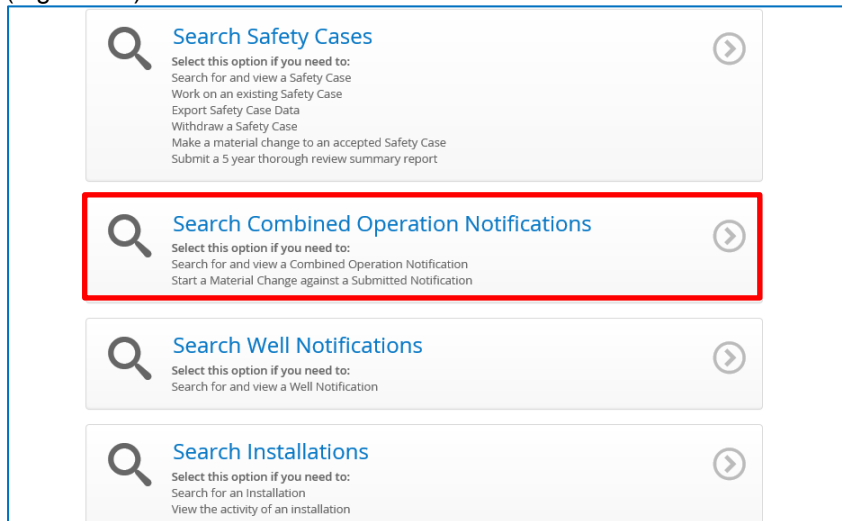 Search Safety Cases
Select this option if you need to:
Search for and view a Safety Case
Work on an existing Safety Case
Export Safety Case Data
Withdraw a Safety Case
Make a material change to an accepted Safety Case
Submit a 5 year thorough review summary report
Search Combined Operation Notifications
Select this option if you need to:
Search for and view a Combined Operation Notification
Start a Material Change against a Submitted Notification
Search Well Notifications
Select this option if you need to:
Search for and view a Well Notification
Search Installations
Select this option if you need to:
Search for an Installation
View the activity of an installation